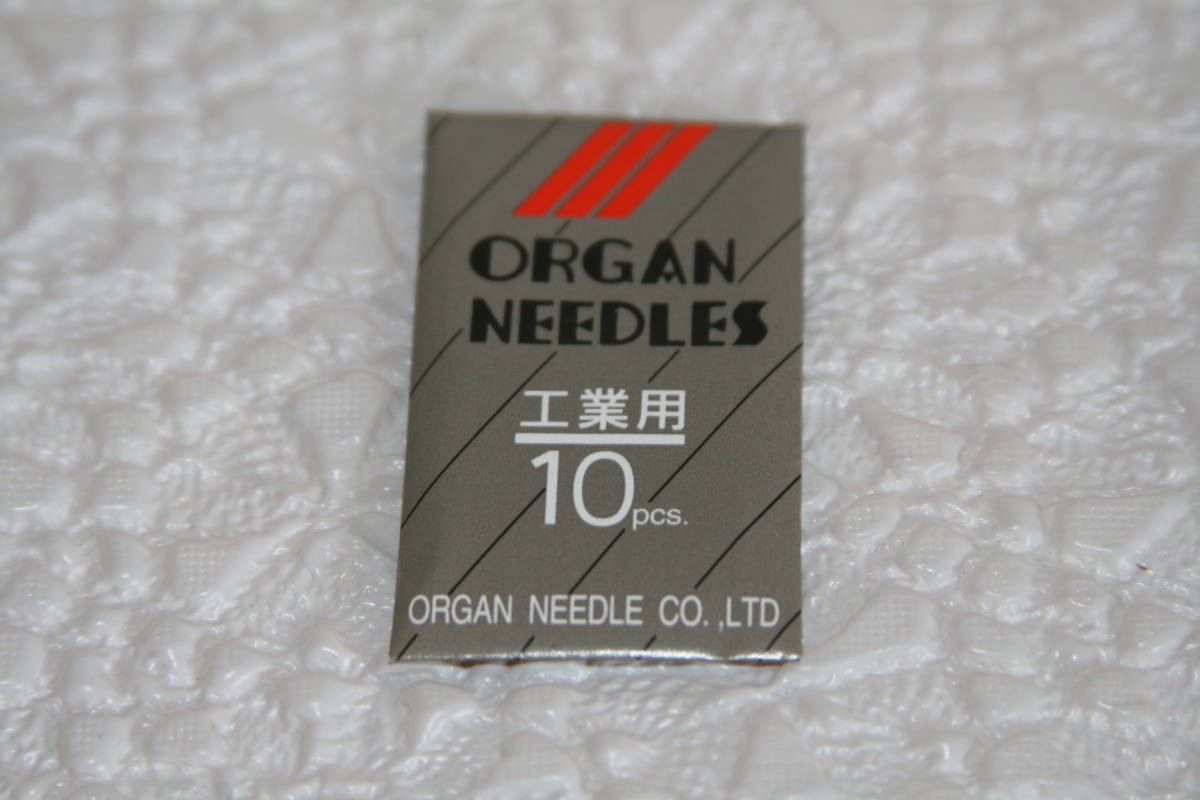 ORGAN
NEEDLES
工業用
10pcs.
ORGAN NEEDLE CO.,LTD